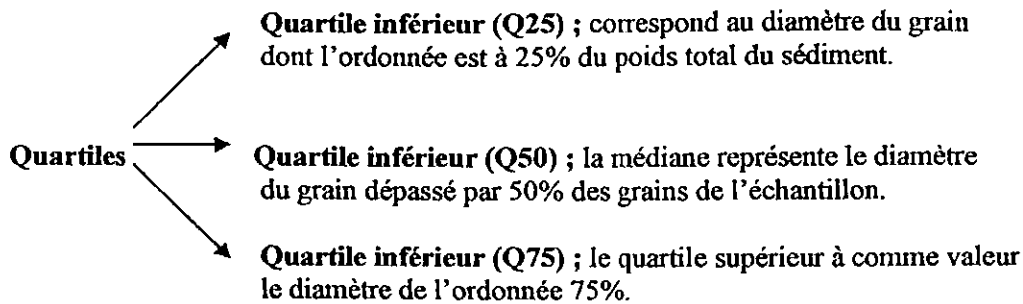 Quartile inférieur (Q25) ; correspond au diamètre du grain
dont l'ordonnée est à 25% du poids total du sédiment.
Quartiles
Quartile inférieur (Q50) ; la médiane représente le diamètre
du grain dépassé par 50% des grains de l'échantillon.
Quartile inférieur (Q75) ; le quartile supérieur à comme valeur
le diamètre de l'ordonnée 75%.